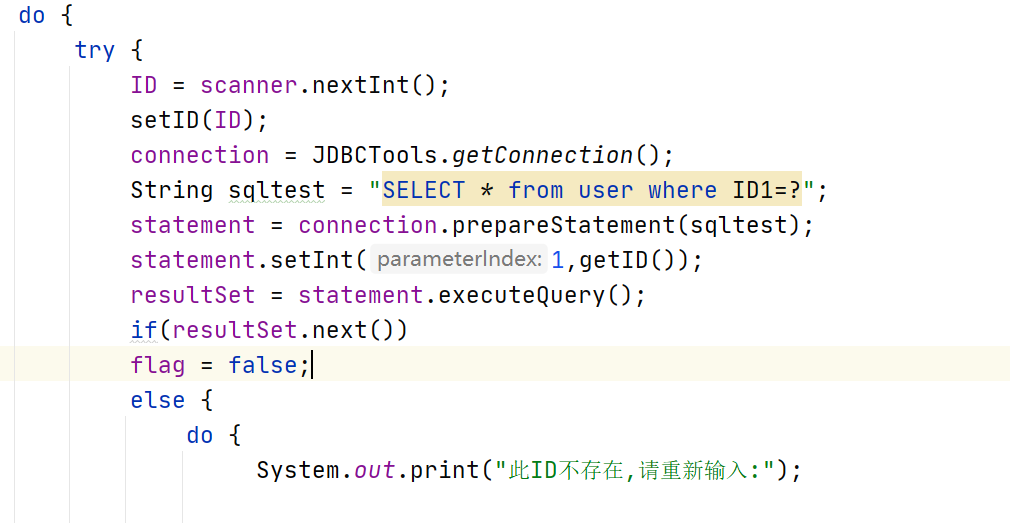 do {
try {
ID = scanner.nextInt();
setID(ID);
connection = JDBCTools.getConnection();
String sqltest = "SELECT * from user where ID1=?";
statement = connection.prepareStatement(sqltest);
statement.setInt( parameterIndex: 1,getID());
resultSet = statement.executeQuery();
if(resultSet.next())
flag = false;
else {
do {
System.out.print("此ID不存在,请重新输入:");